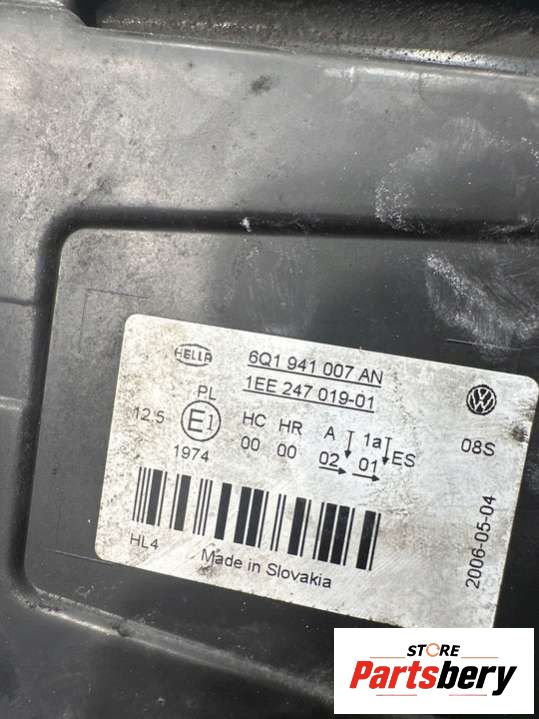 HELLA
6Q1 941 007 AN
1EE 247 019-01
PL
12.5 E1 HC HR A 1a ES 08S
00 00 02 01
1974
2006-05-04
HL4 Made in Slovakia
STORE
Partsbery